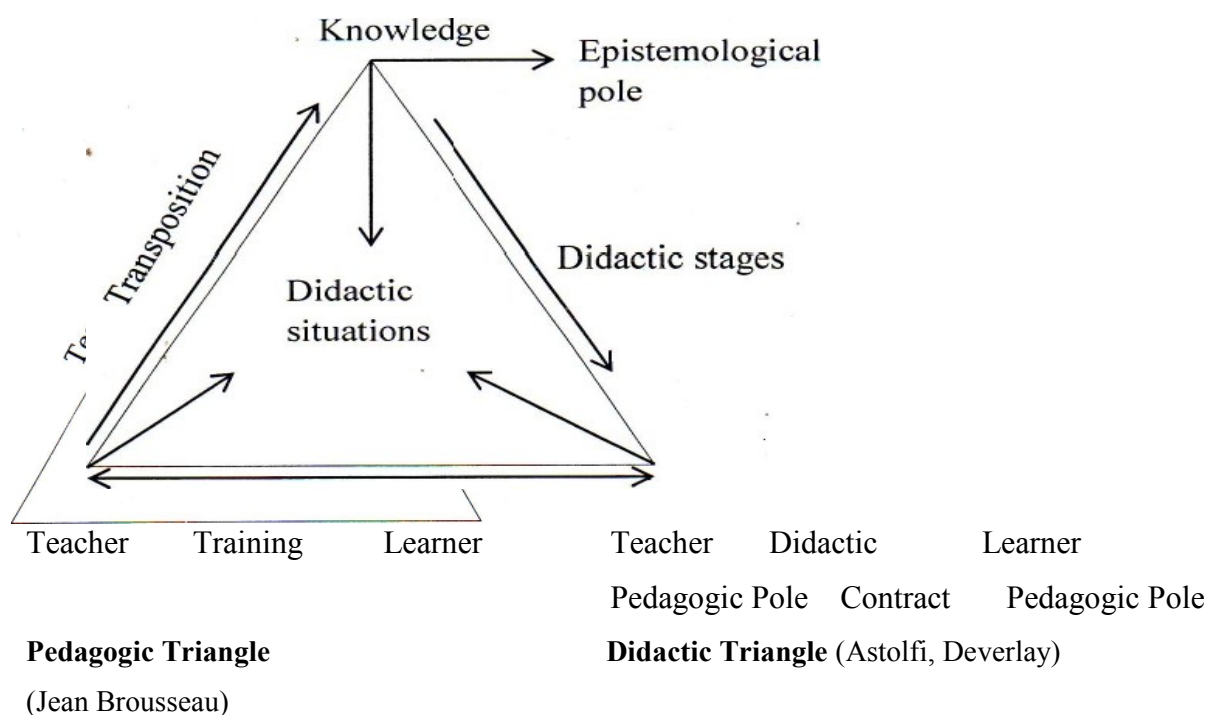 Knowledge
Epistemological
pole
Transposition
Te
Didactic stages
Didactic
situations
Teacher Training Learner
Teacher Didactic Learner
Pedagogic Pole Contract Pedagogic Pole
Pedagogic Triangle
(Jean Brousseau)
Didactic Triangle (Astolfi, Deverlay)